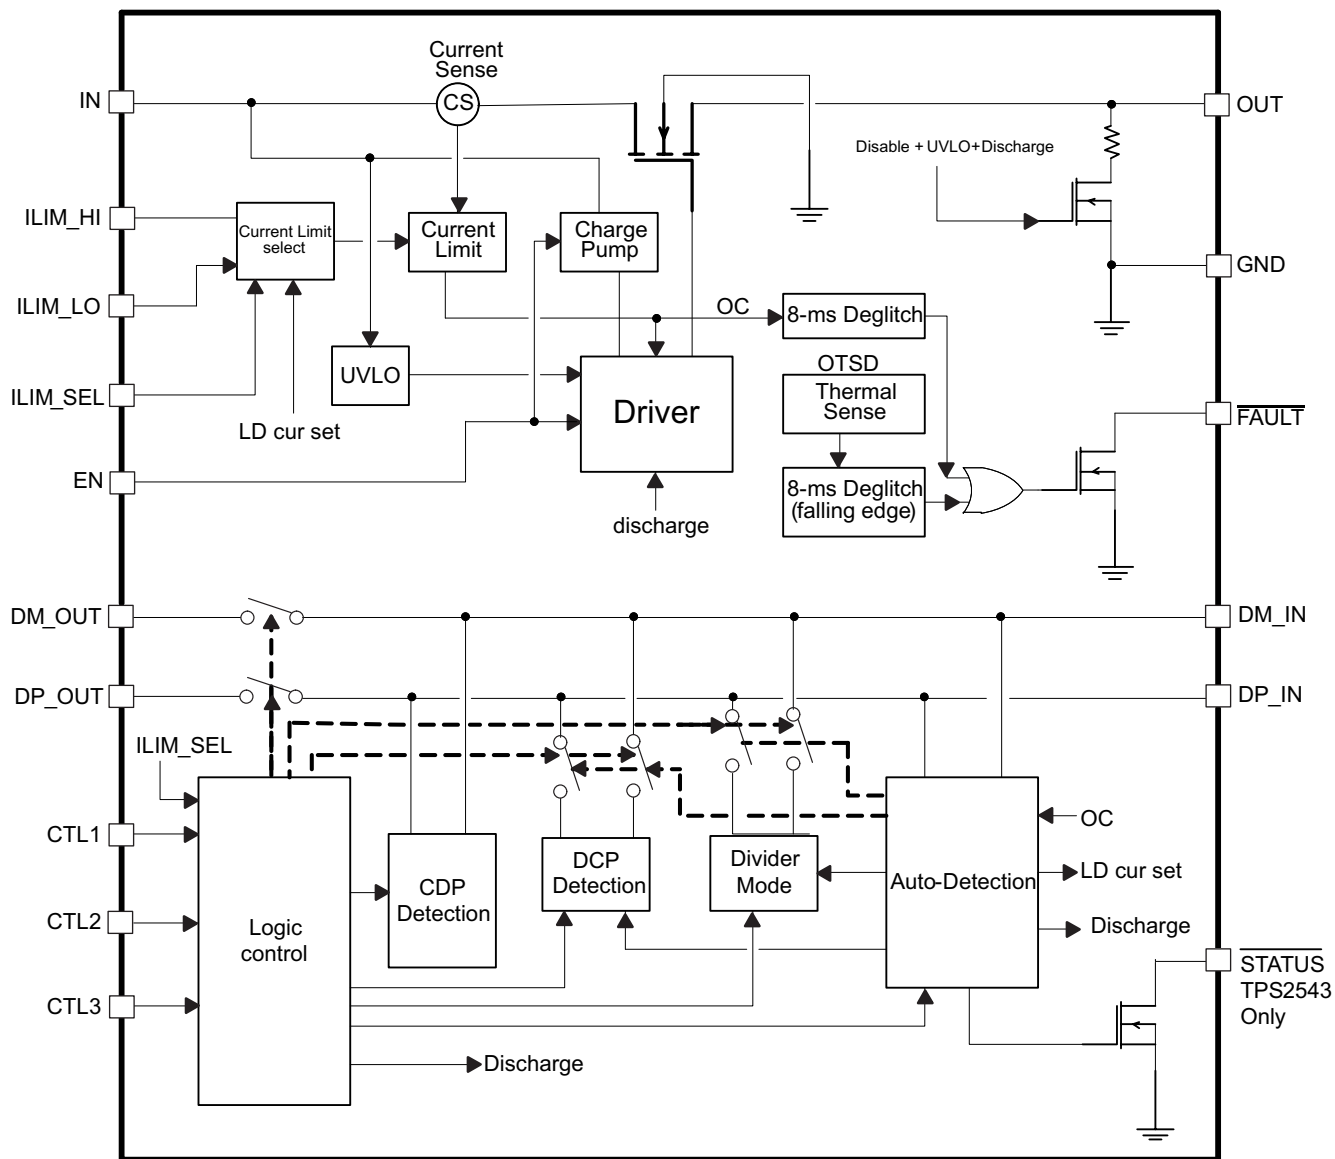 Current
Sense
IN
CS
OUT
Disable + UVLO+Discharge
ILIM_HI
Current Limit
select
Current
Limit
Charge
Pump
GND
ILIM_LO
OC
8-ms Deglitch
OTSD
UVLO
Thermal
Sense
Driver
ILIM_SEL
LD cur set
FAULT
EN
8-ms Deglitch
(falling edge)
discharge
DM_OUT
DM_IN
DP_OUT
DP_IN
ILIM_SEL
CTL1
OC
DCP
Detection
Divider
Mode
Auto-Detection
LD cur set
CDP
Detection
CTL2
Logic
control
Discharge
STATUS
TPS2543
Only
CTL3
Discharge